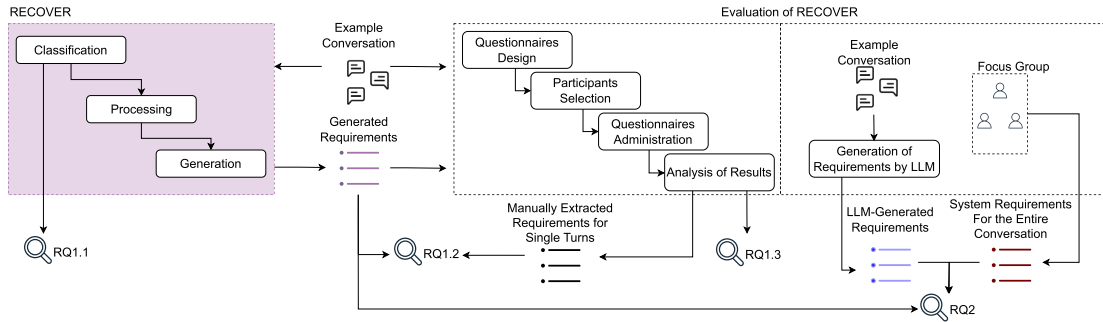 RECOVER
Evaluation of RECOVER
Classification
Processing
Generation
Example
Conversation
Generated
Requirements
Questionnaires
Design
Participants
Selection
Questionnaires
Administration
Analysis of Results
Example
Conversation
Focus Group
Generation of
Requirements by LLM
RQ1.1
RQ1.2
Manually Extracted
Requirements for
Single Turns
RQ1.3
LLM-Generated
Requirements
System Requirements
For the Entire
Conversation
RQ2